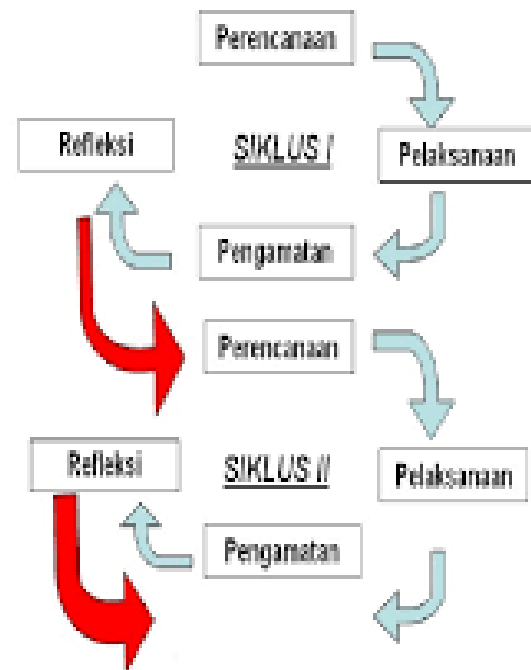 Perencanaan
Refleksi
SIKLUS I
Pelaksanaan
Pengamatan
Perencanaan
Refleksi
SIKLUS II
Pelaksanaan
Pengamatan